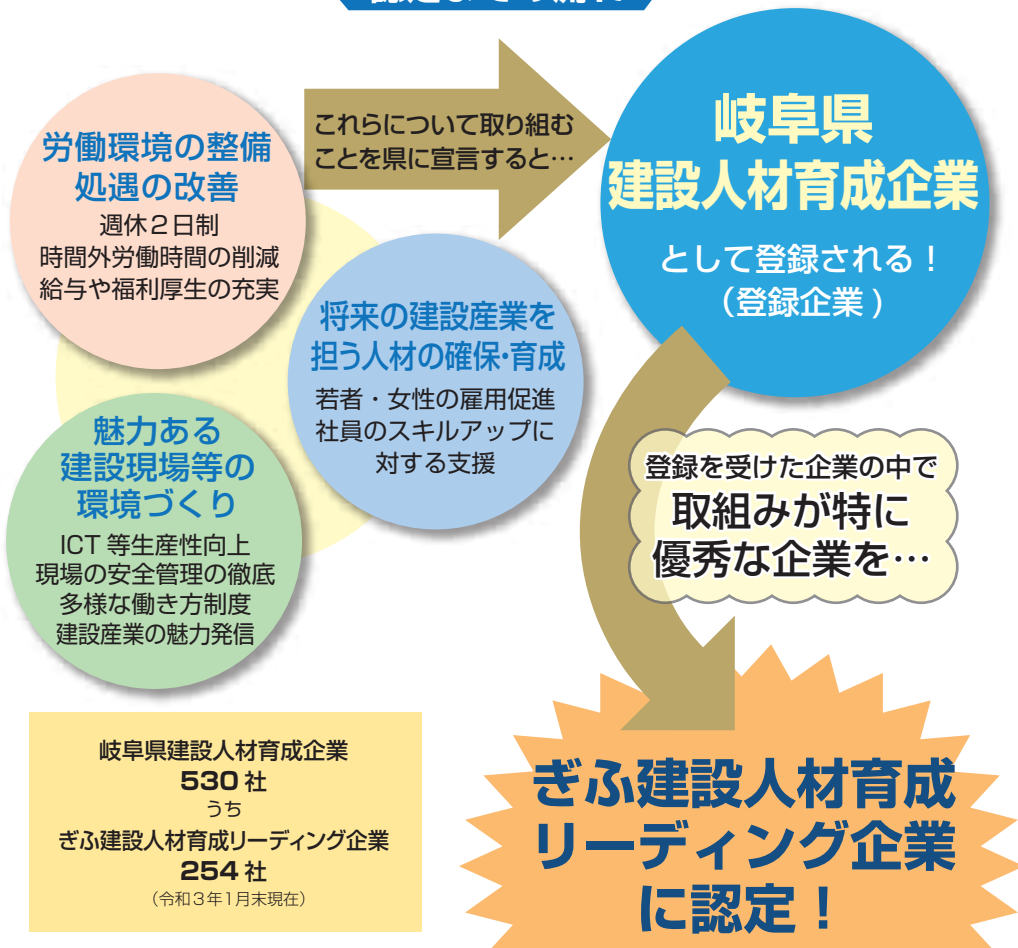 労働環境の整備
処遇の改善
週休２日制
時間外労働時間の削減
給与や福利厚生の充実
将来の建設産業を
担う人材の確保・育成
若者・女性の雇用促進
社員のスキルアップに
対する支援
魅力ある
建設現場等の
環境づくり
ICT 等生産性向上
現場の安全管理の徹底
多様な働き方制度
建設産業の魅力発信
これらについて取り組む
ことを県に宣言すると…
岐阜県
建設人材育成企業
として登録される！
（登録企業）
登録を受けた企業の中で
取組みが特に
優秀な企業を…
ぎふ建設人材育成
リーディング企業
に認定！
岐阜県建設人材育成企業
530 社
うち
ぎふ建設人材育成リーディング企業
254 社
（令和３年１月末現在）